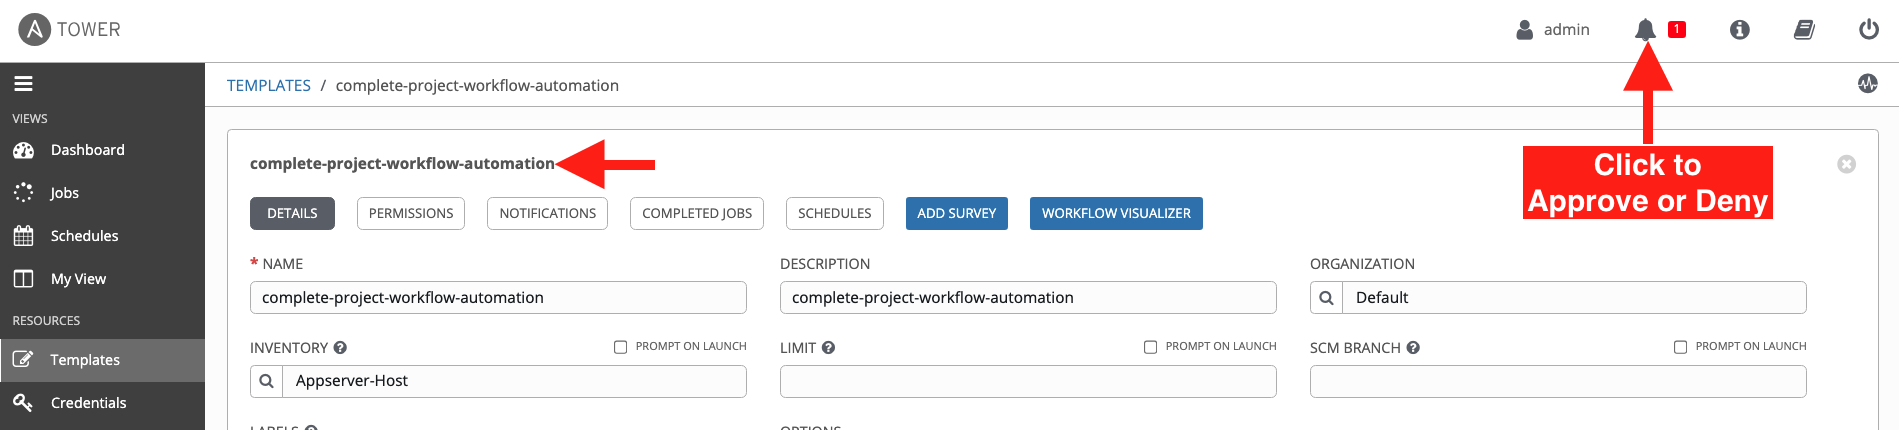 A TOWER
admin
1
VIEWS
Dashboard
Jobs
Schedules
My View
RESOURCES
Templates
Credentials
TEMPLATES / complete-project-workflow-automation
complete-project-workflow-automation
Click to
Approve or Deny
DETAILS PERMISSIONS NOTIFICATIONS COMPLETED JOBS SCHEDULES ADD SURVEY WORKFLOW VISUALIZER
* NAME DESCRIPTION ORGANIZATION
complete-project-workflow-automation complete-project-workflow-automation Default
INVENTORY ? PROMPT ON LAUNCH LIMIT ? PROMPT ON LAUNCH SCM BRANCH ? PROMPT ON LAUNCH
Appserver-Host
LABELS ? OPTIONS